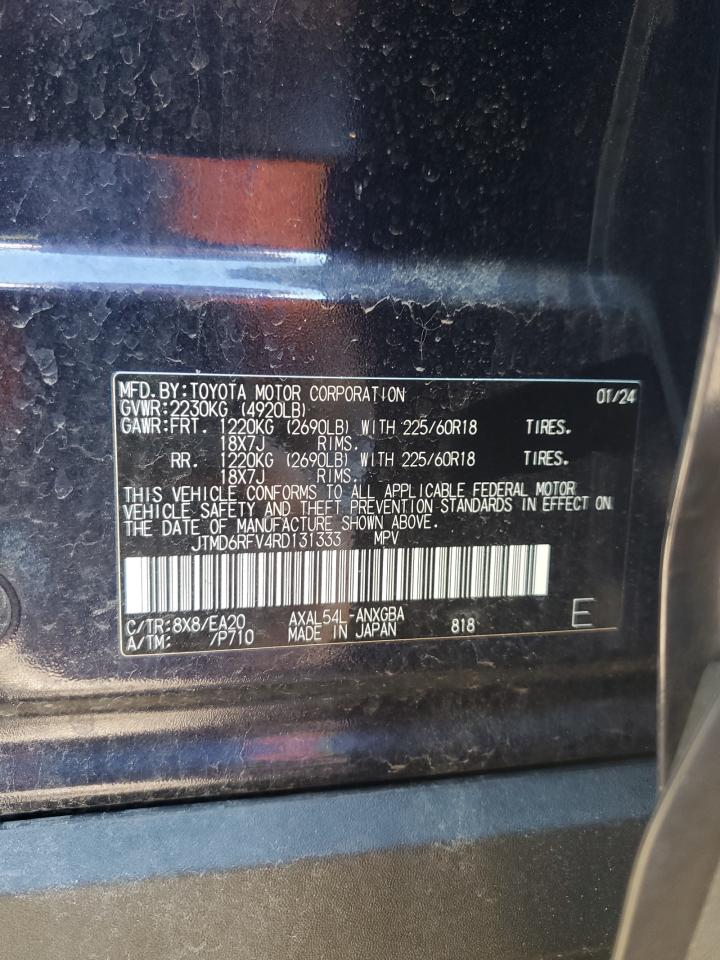 MFD. BY: TOYOTA MOTOR CORPORATION 01/24
GVWR: 2230KG (4920LB)
GAWR: FRT. 1220KG (2690LB) WITH 225/60R18 TIRES.
18X7J RIMS.
RR. 1220KG (2690LB) WITH 225/60R18 TIRES.
18X7J RIMS.
THIS VEHICLE CONFORMS TO ALL APPLICABLE FEDERAL MOTOR
VEHICLE SAFETY AND THEFT PREVENTION STANDARDS IN EFFECT ON
THE DATE OF MANUFACTURE SHOWN ABOVE.
JTMD6RFV4RD131333 MPV
C/TR: 8X8/EA20 AXAL54L-ANXGBA
A/TM: /P710 MADE IN JAPAN 818 E